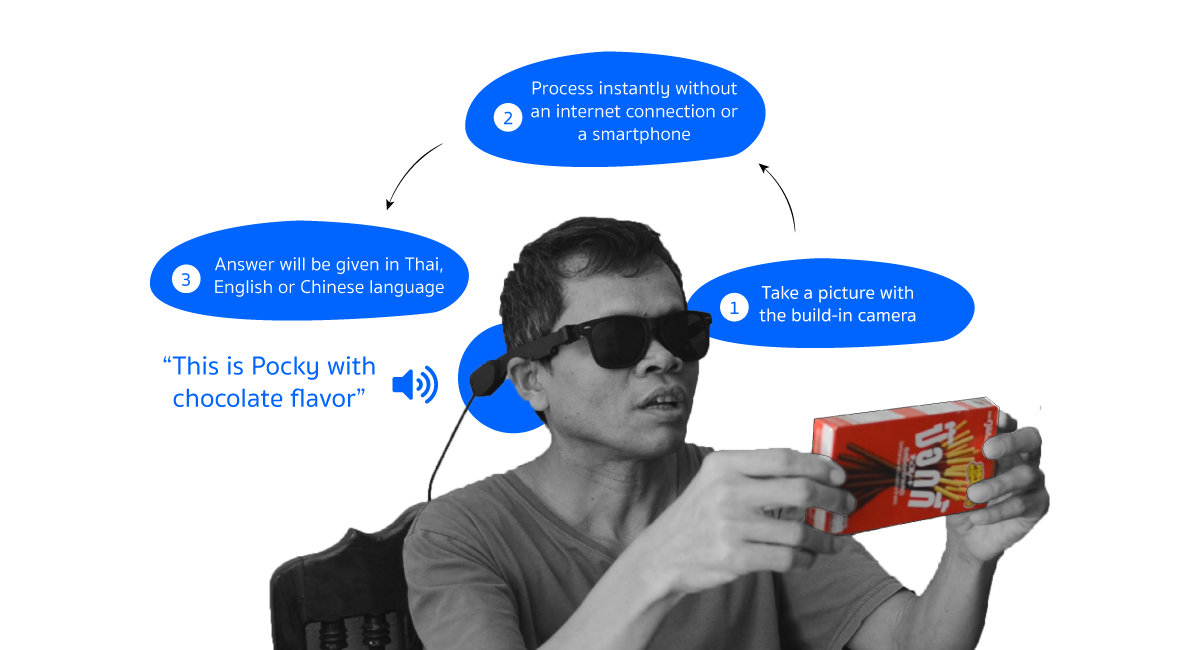 2
Process instantly without
an internet connection or
a smartphone
3
Answer will be given in Thai,
English or Chinese language
1
Take a picture with
the build-in camera
“This is Pocky with
chocolate flavor”
ป๊อกกี้